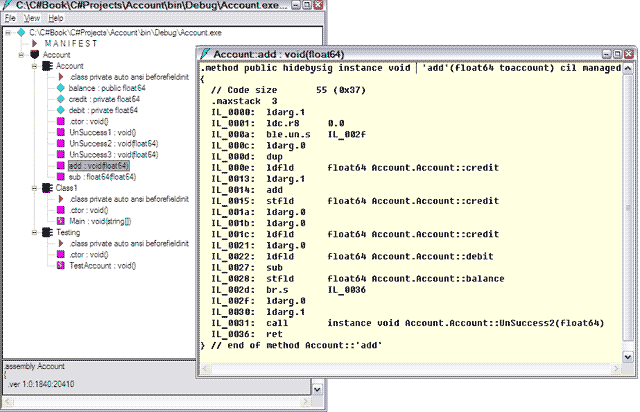 C:\C#Book\C#Projects\Account\bin\Debug\Account.exe...
File View Help
C:\C#Book\C#Projects\Account\bin\Debug\Account.exe
M A N I F E S T
Account
Account
.class private auto ansi beforefieldinit
balance : public float64
credit : private float64
debit : private float64
.ctor : void()
UnSuccess1 : void()
UnSuccess2 : void(float64)
UnSuccess3 : void(float64)
add : void(float64)
sub : float64(float64)
Class1
.class private auto ansi beforefieldinit
.ctor : void()
Main : void(string[])
Testing
.class private auto ansi beforefieldinit
.ctor : void()
TestAccount : void()
.assembly Account
{
.ver 1:0:1840:20410
Account::add : void(float64)
.method public hidebysig instance void 'add'(float64 toaccount) cil managed
{
// Code size 55 (0x37)
.maxstack 3
IL_0000: ldarg.1
IL_0001: ldc.r8 0.0
IL_000a: ble.un.s IL_002f
IL_000c: ldarg.0
IL_000d: dup
IL_000e: ldfld float64 Account.Account::credit
IL_0013: ldarg.1
IL_0014: add
IL_0015: stfld float64 Account.Account::credit
IL_001a: ldarg.0
IL_001b: ldarg.0
IL_001c: ldfld float64 Account.Account::credit
IL_0021: ldarg.0
IL_0022: ldfld float64 Account.Account::debit
IL_0027: sub
IL_0028: stfld float64 Account.Account::balance
IL_002d: br.s IL_0036
IL_002f: ldarg.0
IL_0030: ldarg.1
IL_0031: call instance void Account.Account::UnSuccess2(float64)
IL_0036: ret
} // end of method Account::'add'